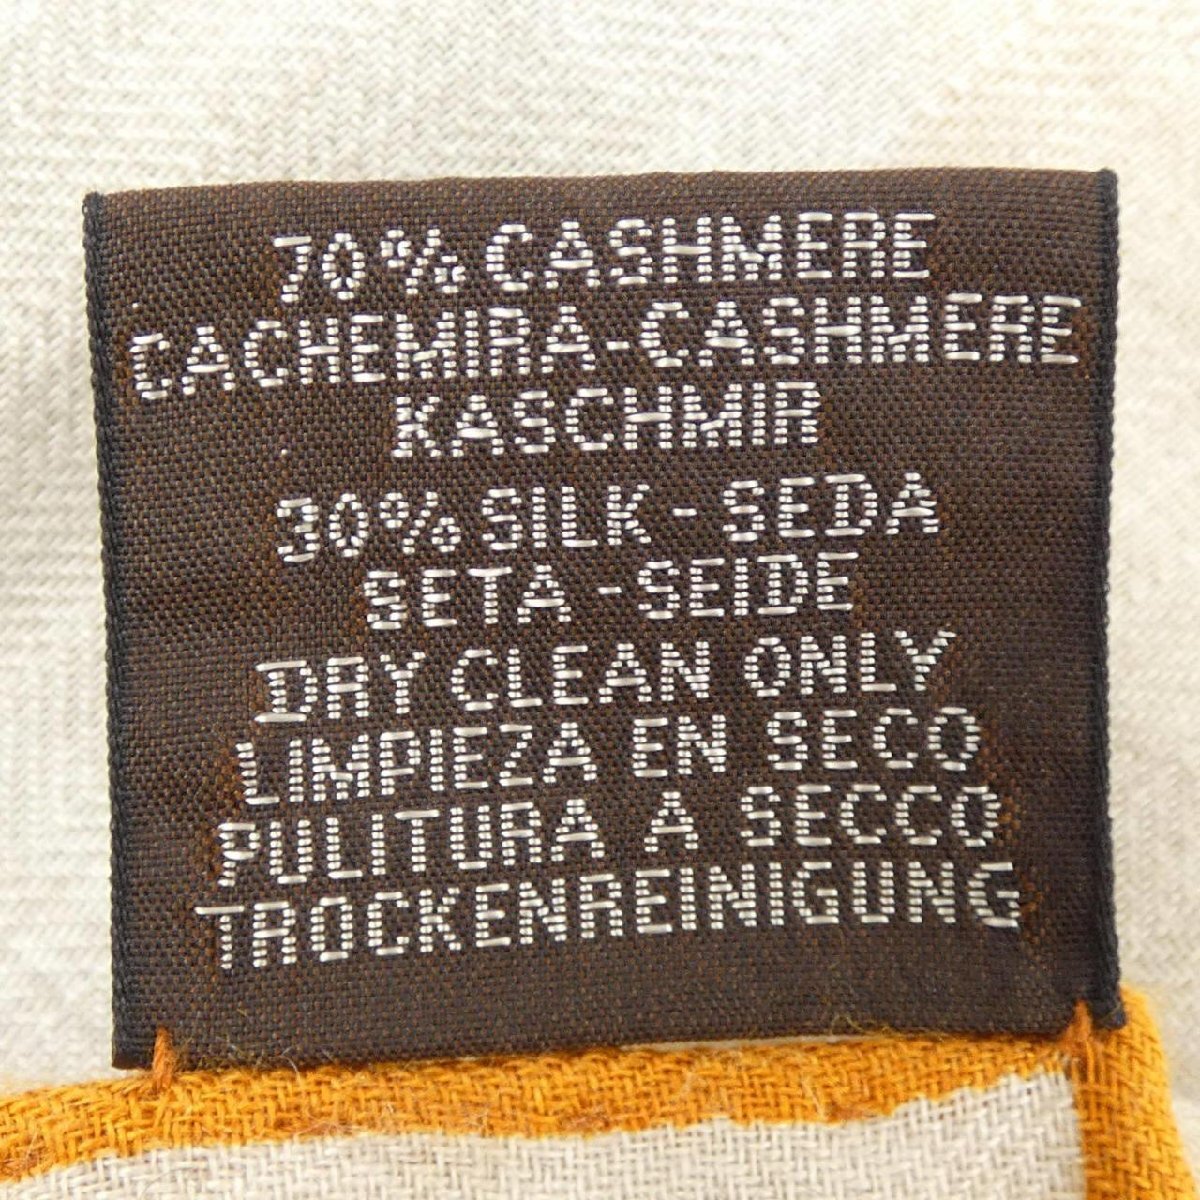 70% CASHMERE
CACHEMIRA-CASHMERE
KASCHMIR
30% SILK - SEDA
SETA - SEIDE
DRY CLEAN ONLY
LIMPIEZA EN SECO
PULITURA A SECCO
TROCKENREINIGUNG